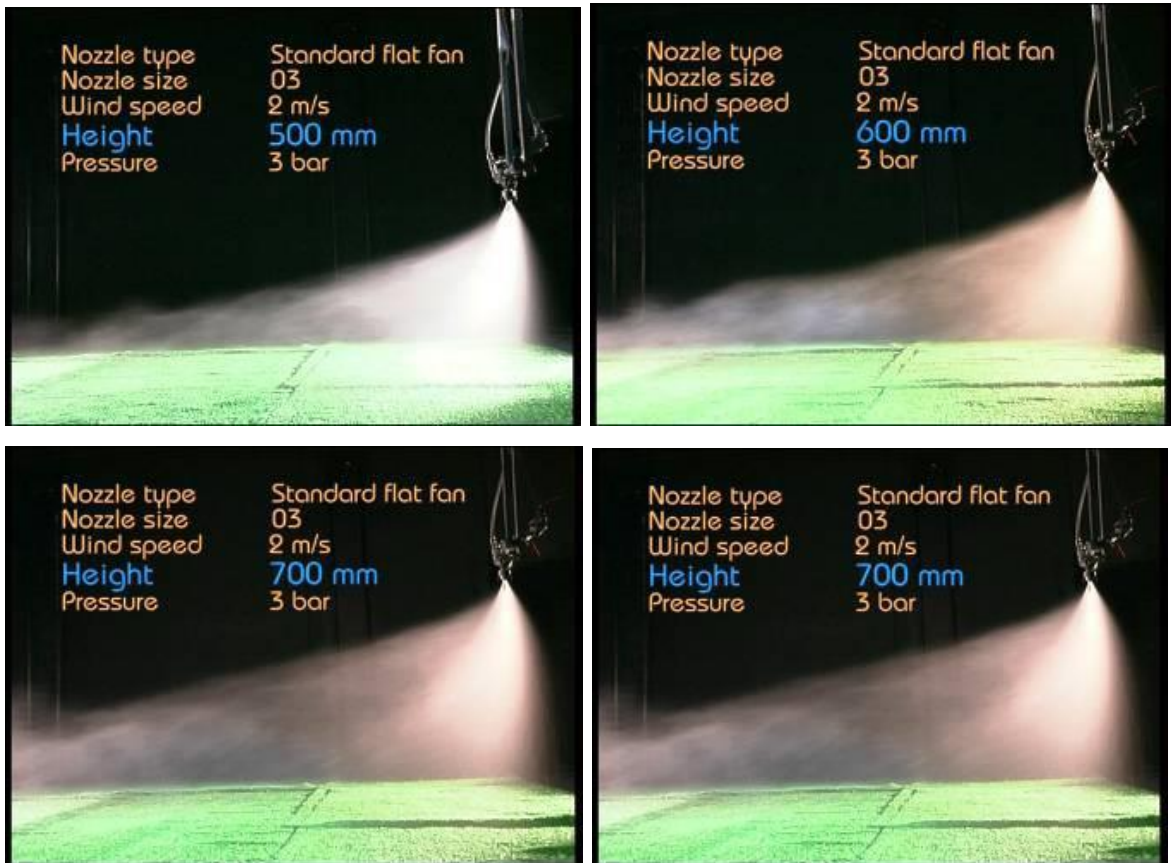 Nozzle type Standard flat fan
Nozzle size 03
Wind speed 2 m/s
Height 500 mm
Pressure 3 bar
Nozzle type Standard flat fan
Nozzle size 03
Wind speed 2 m/s
Height 600 mm
Pressure 3 bar
Nozzle type Standard flat fan
Nozzle size 03
Wind speed 2 m/s
Height 700 mm
Pressure 3 bar
Nozzle type Standard flat fan
Nozzle size 03
Wind speed 2 m/s
Height 700 mm
Pressure 3 bar